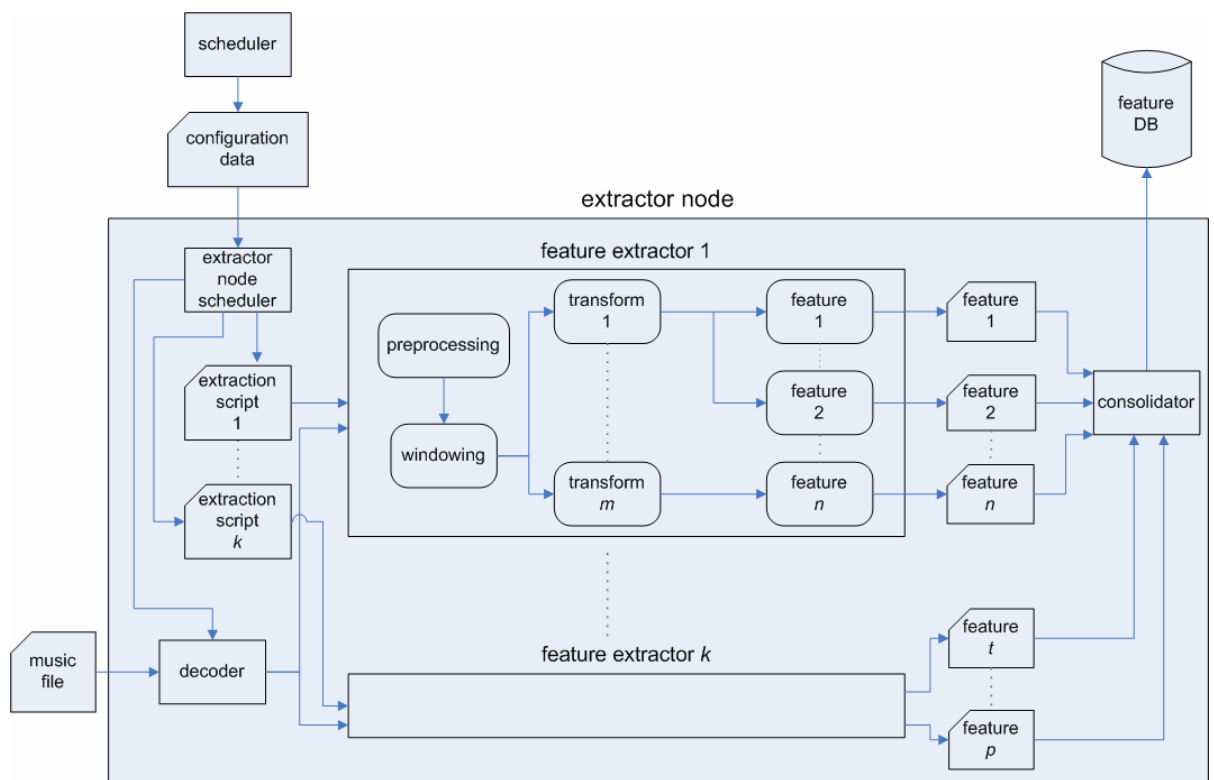 scheduler
configuration
data
feature
DB
extractor node
extractor
node
scheduler
feature extractor 1
preprocessing
windowing
transform
1
transform
m
feature
1
feature
2
feature
n
feature
1
feature
2
feature
n
consolidator
extraction
script
1
extraction
script
k
music
file
decoder
feature extractor k
feature
t
feature
p